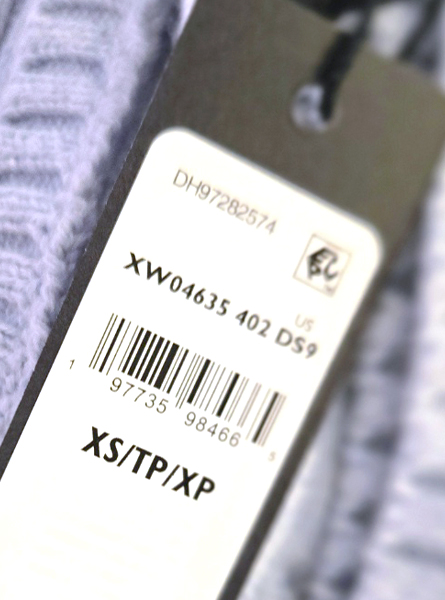 DH97282574
US
XW04635 402 DS9
1 97735 98466 5
XS/TP/XP